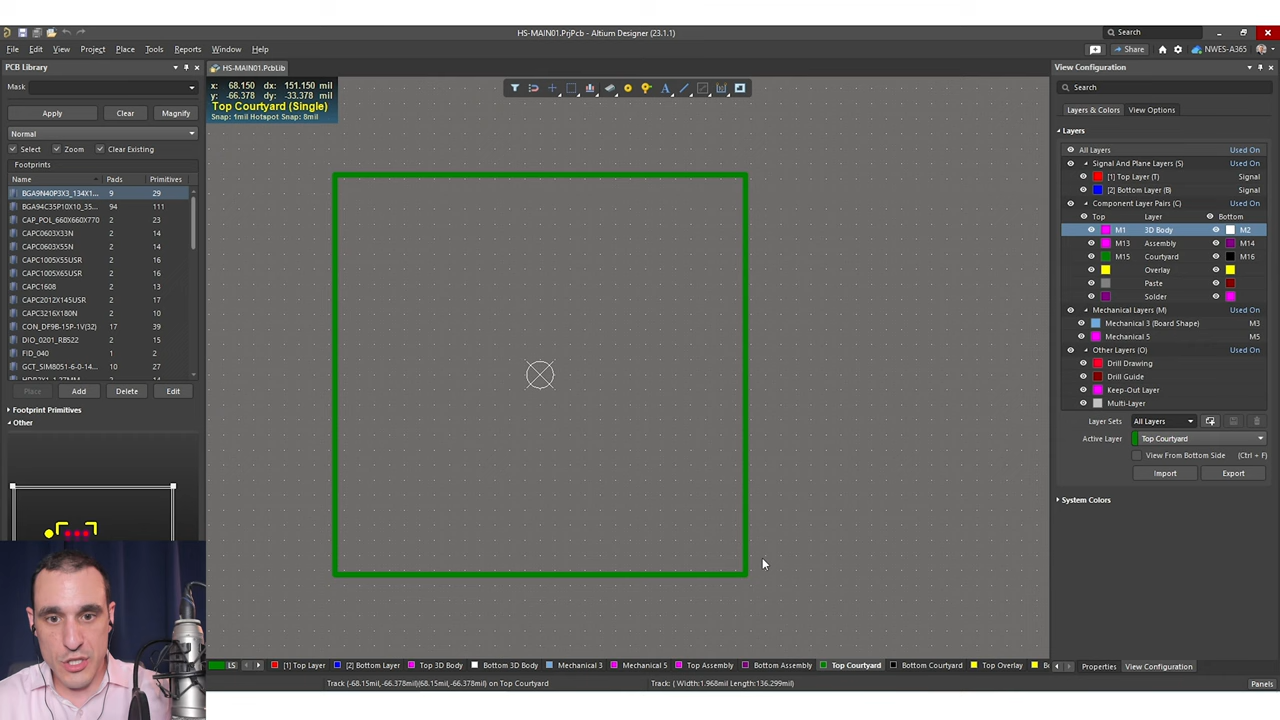 HS-MAIN01.PrjPcb - Altium Designer (23.1.1)
Search
File Edit View Project Place Tools Reports Window Help
Share
NWES-A365
PCB Library
HS-MAIN01.PcbLib
View Configuration
Mask
x: 68.150 dx: 151.150 mil
y: -66.378 dy: -33.378 mil
Top Courtyard (Single)
Snap: 1mil Hotspot Snap: 8mil
Search
Apply Clear Magnify
Layers & Colors View Options
Normal
Layers
Select Zoom Clear Existing
Footprints
Name Pads Primitives
BGA9N40P3X3_134X1... 9 29
BGA94C35P10X10_35... 94 111
CAP_POL_660X660X770 2 23
CAPC0603X33N 2 14
CAPC0603X55N 2 14
CAPC1005X55USR 2 16
CAPC1005X65USR 2 16
CAPC1608 2 13
CAPC2012X145USR 2 14
CAPC3216X180N 2 10
CON_DF9B-15P-1V(32) 17 39
DIO_0201_RB522 2 15
FID_040 1 2
GCT_SIM8051-6-0-14... 10 27
Place Add Delete Edit
Footprint Primitives
Other
All Layers Used On
Signal And Plane Layers (S) Used On
[1] Top Layer (T) Signal
[2] Bottom Layer (B) Signal
Component Layer Pairs (C) Used On
Top Layer Bottom
M1 3D Body M2
M13 Assembly M14
M15 Courtyard M16
Overlay
Paste
Solder
Mechanical Layers (M) Used On
Mechanical 3 (Board Shape) M3
Mechanical 5 M5
Other Layers (O) Used On
Drill Drawing
Drill Guide
Keep-Out Layer
Multi-Layer
Layer Sets All Layers
Active Layer Top Courtyard
View From Bottom Side (Ctrl + F)
Import Export
System Colors
LS [1] Top Layer [2] Bottom Layer Top 3D Body Bottom 3D Body Mechanical 3 Mechanical 5 Top Assembly Bottom Assembly Top Courtyard Bottom Courtyard Top Overlay
Properties View Configuration
Track (-68.15mil,-66.378mil)(68.15mil,-66.378mil) on Top Courtyard
Track: ( Width:1.968mil Length:136.299mil)
Panels